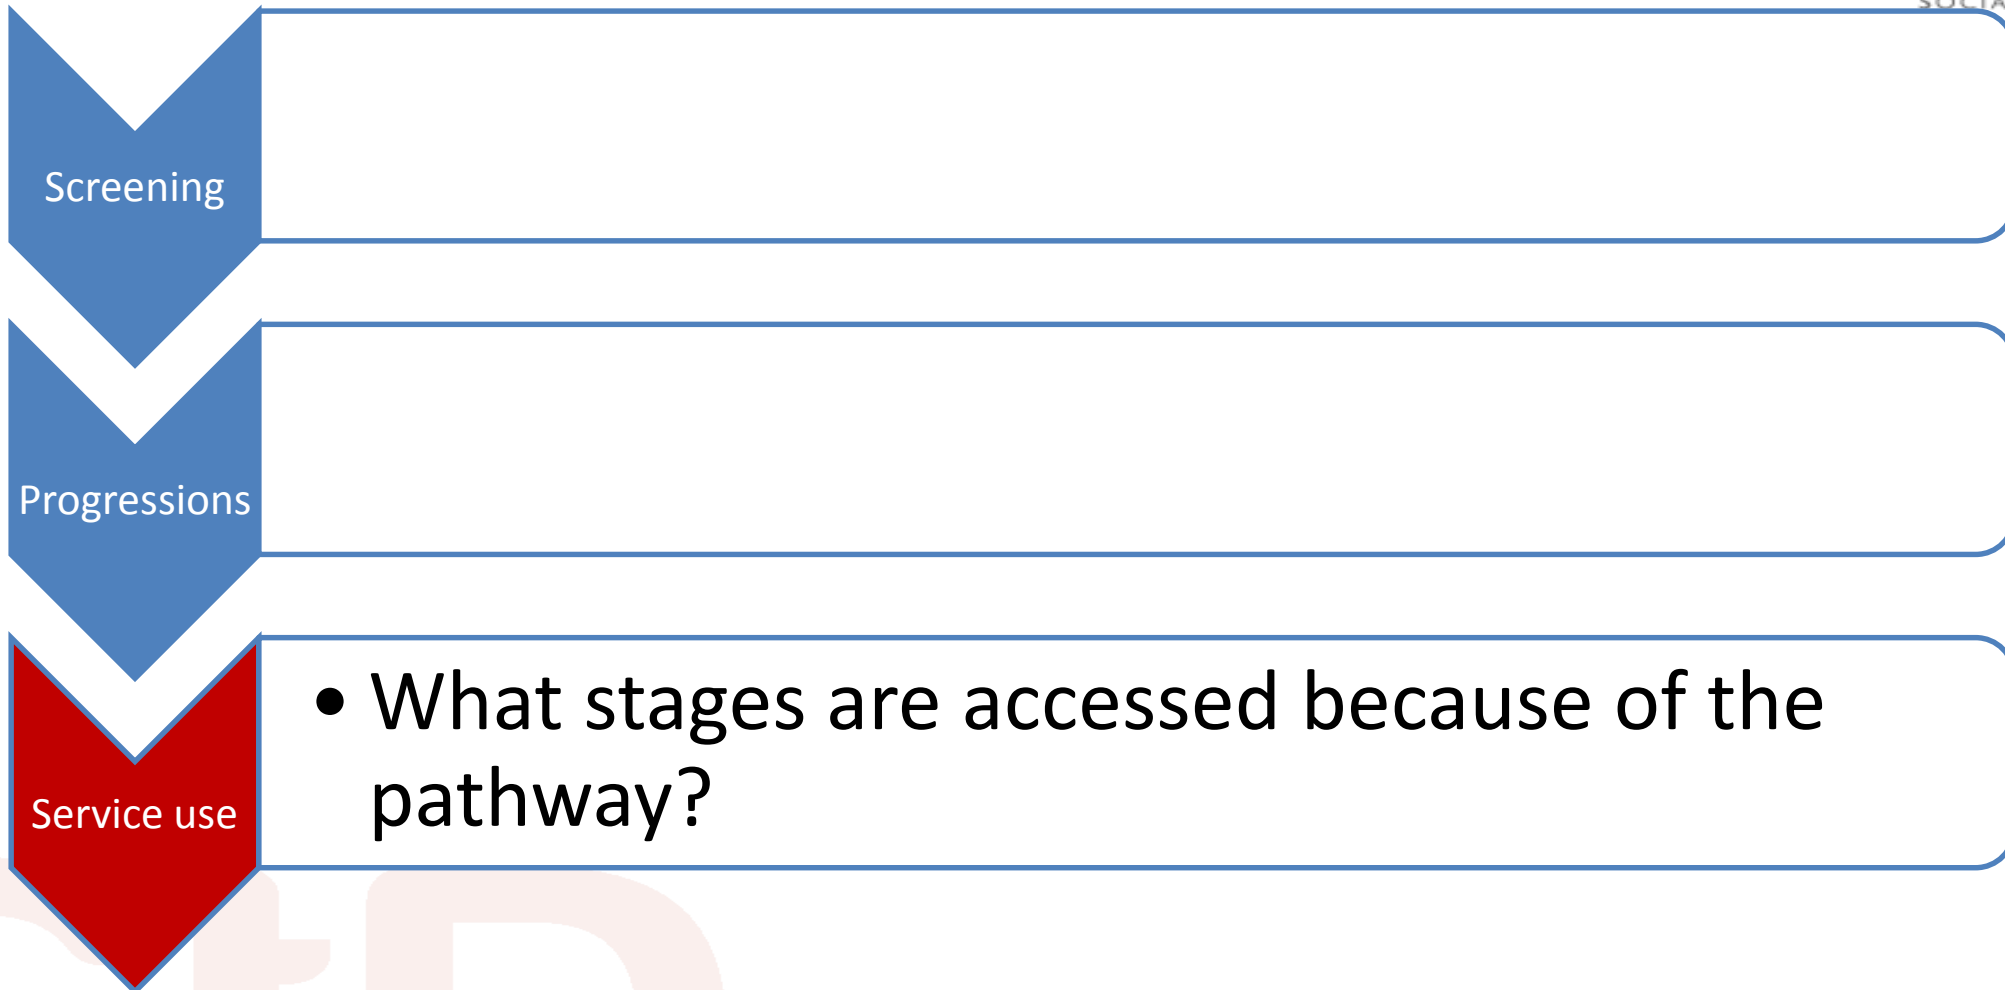 Screening
Progressions
Service use
• What stages are accessed because of the
pathway?